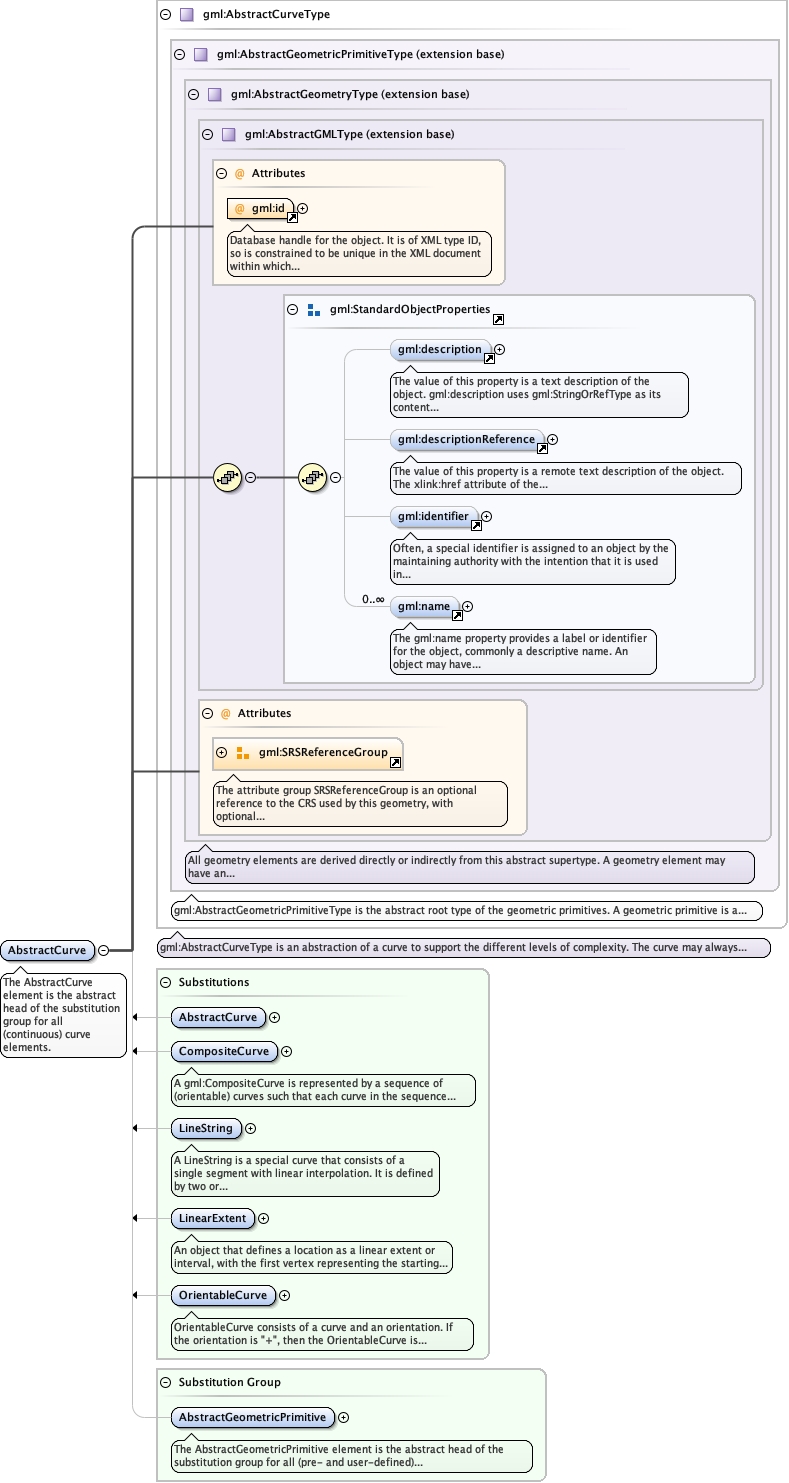 gml:AbstractCurveType
gml:AbstractGeometricPrimitiveType (extension base)
gml:AbstractGeometryType (extension base)
gml:AbstractGMLType (extension base)
@ Attributes
@ gml:id
Database handle for the object. It is of XML type ID,
so is constrained to be unique in the XML document
within which...
gml:StandardObjectProperties
gml:description
The value of this property is a text description of the
object. gml:description uses gml:StringOrRefType as its
content...
gml:descriptionReference
The value of this property is a remote text description of the object.
The xlink:href attribute of the...
gml:identifier
Often, a special identifier is assigned to an object by the
maintaining authority with the intention that it is used
in...
0..∞
gml:name
The gml:name property provides a label or identifier
for the object, commonly a descriptive name. An
object may have...
@ Attributes
gml:SRSReferenceGroup
The attribute group SRSReferenceGroup is an optional
reference to the CRS used by this geometry, with
optional...
All geometry elements are derived directly or indirectly from this abstract supertype. A geometry element may
have an...
gml:AbstractGeometricPrimitiveType is the abstract root type of the geometric primitives. A geometric primitive is a...
gml:AbstractCurveType is an abstraction of a curve to support the different levels of complexity. The curve may always...
AbstractCurve
The AbstractCurve
element is the abstract
head of the substitution
group for all
(continuous) curve
elements.
Substitutions
AbstractCurve
CompositeCurve
A gml:CompositeCurve is represented by a sequence of
(orientable) curves such that each curve in the sequence...
LineString
A LineString is a special curve that consists of a
single segment with linear interpolation. It is defined
by two or...
LinearExtent
An object that defines a location as a linear extent or
interval, with the first vertex representing the starting...
OrientableCurve
OrientableCurve consists of a curve and an orientation. If
the orientation is "+", then the OrientableCurve is...
Substitution Group
AbstractGeometricPrimitive
The AbstractGeometricPrimitive element is the abstract head of the
substitution group for all (pre- and user-defined)...